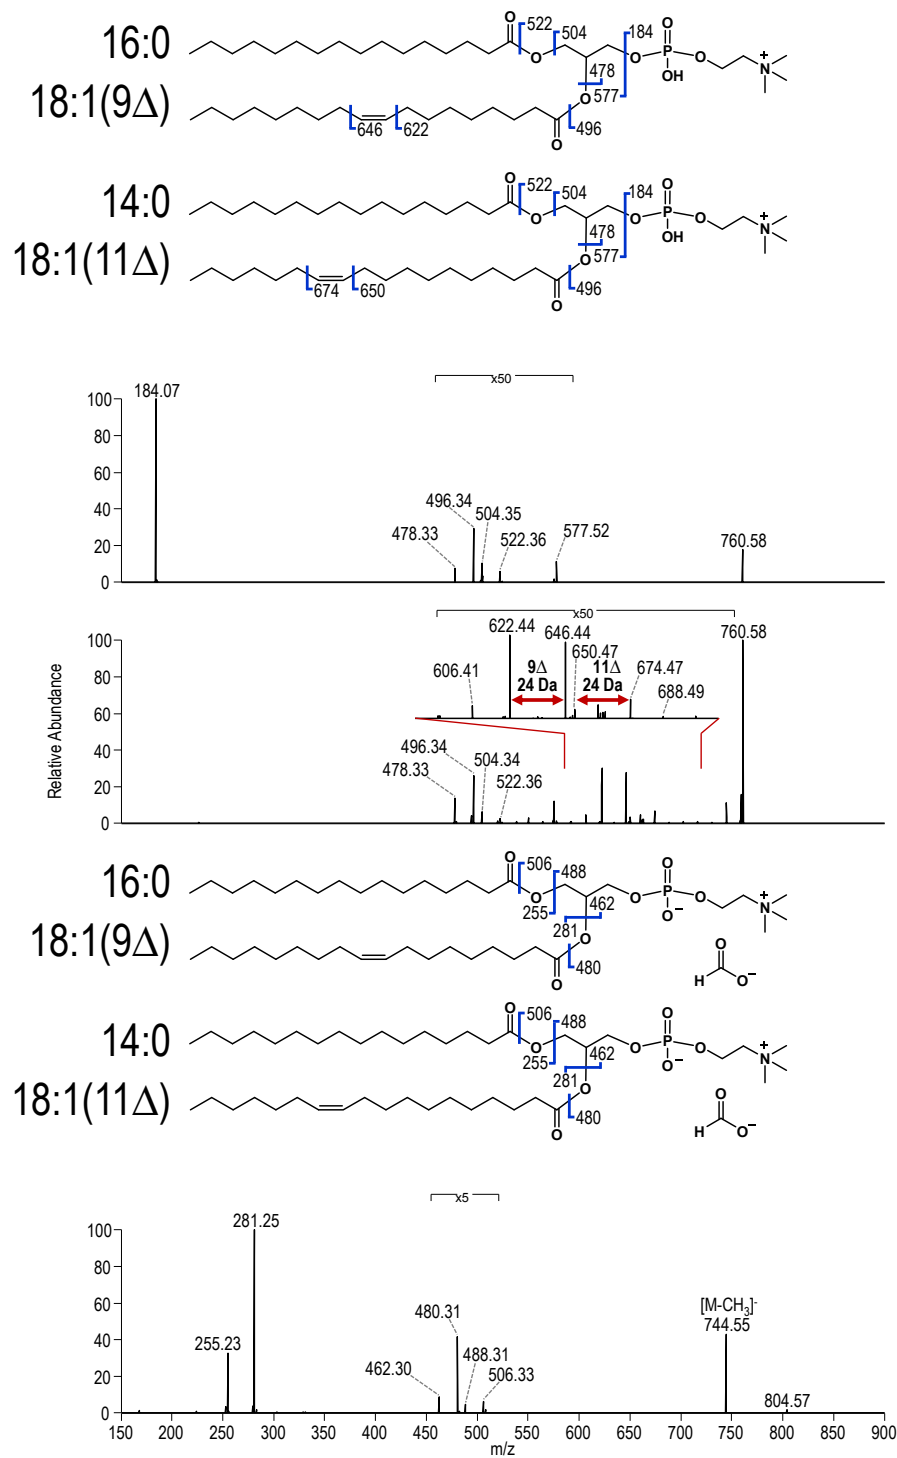 16:0
18:1(9Δ)
O
522
504
184
O
O
O
P
O
N
+
OH
478
577
O
646
622
496
O
14:0
18:1(11Δ)
O
522
504
184
O
O
O
P
O
N
+
OH
478
577
O
674
650
496
O
x50
184.07
100
80
60
40
20
0
496.34
504.35
478.33
522.36
577.52
760.58
x50
Relative Abundance
100
80
60
40
20
0
622.44
646.44
650.47
760.58
606.41
9Δ
24 Da
11Δ
24 Da
674.47
688.49
496.34
504.34
478.33
522.36
16:0
18:1(9Δ)
O
506
488
O
O
O
P
O
N
+
O−
255
462
281
O
480
O
O
H
O−
14:0
18:1(11Δ)
O
506
488
O
O
O
P
O
N
+
O−
255
462
281
O
480
O
O
H
O−
x5
100
80
60
40
20
0
281.25
255.23
480.31
462.30
488.31
506.33
[M-CH3]-
744.55
804.57
150 200 250 300 350 400 450 500 550 600 650 700 750 800 850 900
m/z